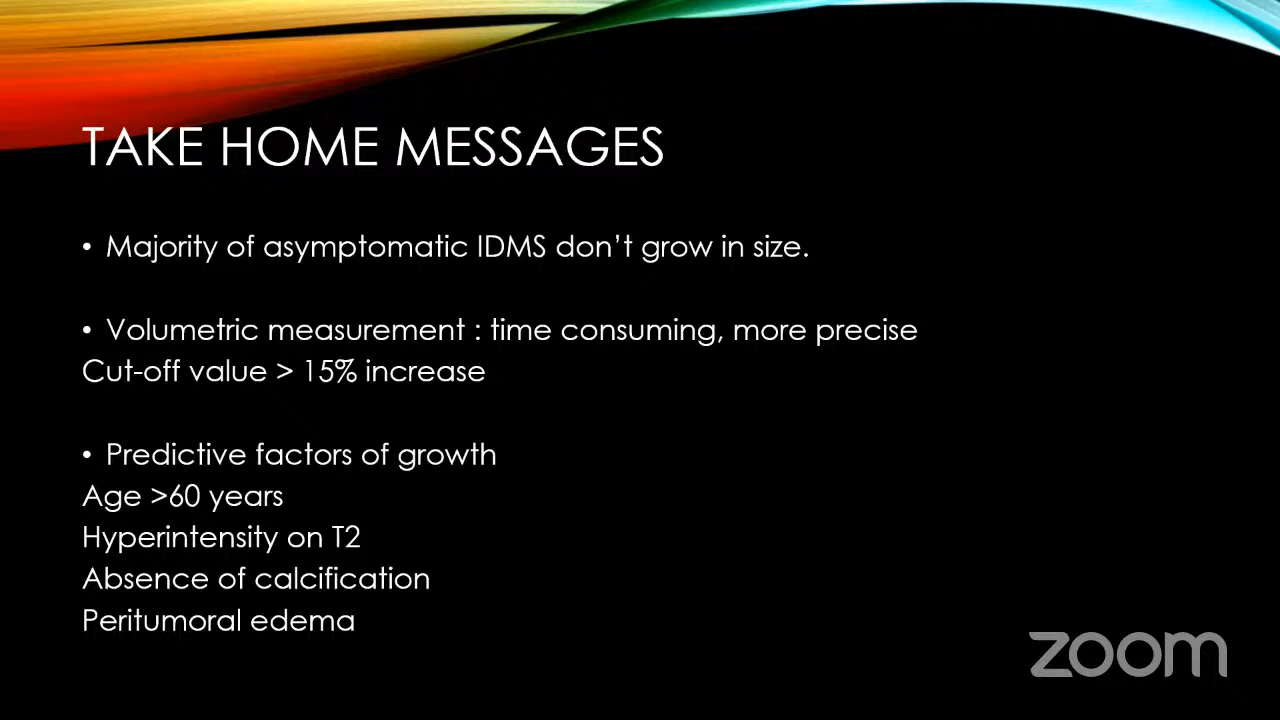 TAKE HOME MESSAGES
• Majority of asymptomatic IDMS don’t grow in size.
• Volumetric measurement : time consuming, more precise
Cut-off value > 15% increase
• Predictive factors of growth
Age >60 years
Hyperintensity on T2
Absence of calcification
Peritumoral edema
zoom